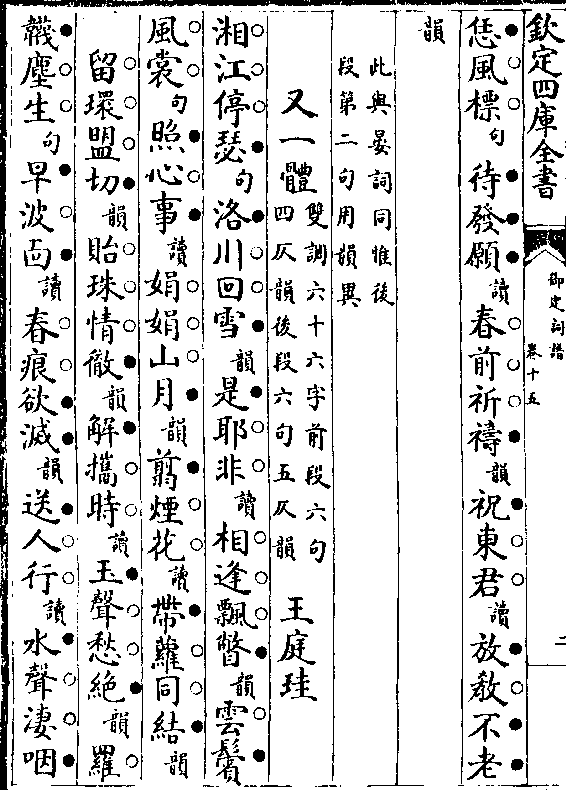 欽定四庫全書
御定詞譜 卷十五
二
恁風標句待發願讀春前祈禱韻祝東君讀放教不老
韻
此與晏詞同惟後
段第二句用韻異
又一體雙調六十六字前段六句
四仄韻後段六句五仄韻 王庭珪
湘江停瑟句洛川回雪韻是耶非讀相逢飄瞥韻雲鬢
風裳句照心事讀娟娟山月韻翦煙花讀帶蘿同結韻
留環盟切韻貽珠情徹韻解攜時讀玉聲愁絶韻羅
韈塵生句早波面讀春痕欲滅韻送人行讀水聲淒咽